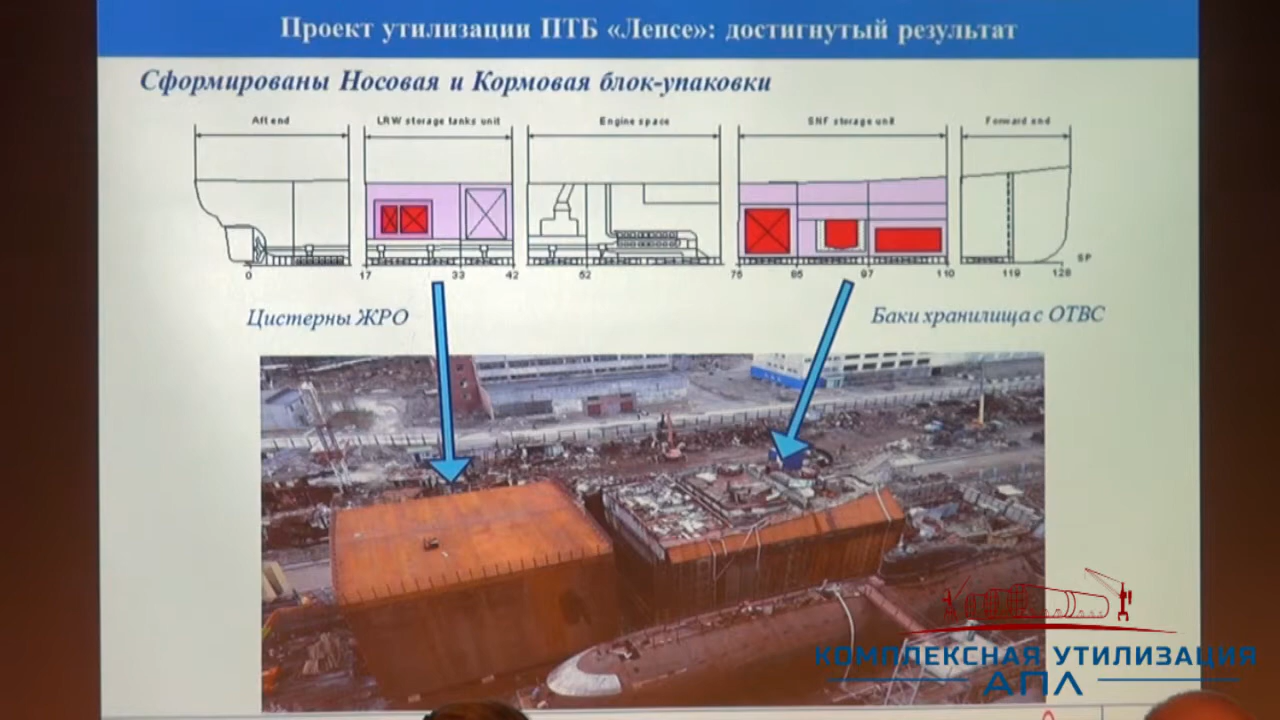 Проект утилизации ПТБ «Лепсе»: достигнутый результат
Сформированы Носовая и Кормовая блок-упаковки
Aft end
LRW storage tanks unit
Engine space
SNF storage unit
Forward end
SP
0 17 33 42 52 75 85 97 110 119 128
Цистерны ЖРО
Баки хранилища с ОТВС
КОМПЛЕКСНАЯ УТИЛИЗАЦИЯ
АПЛ